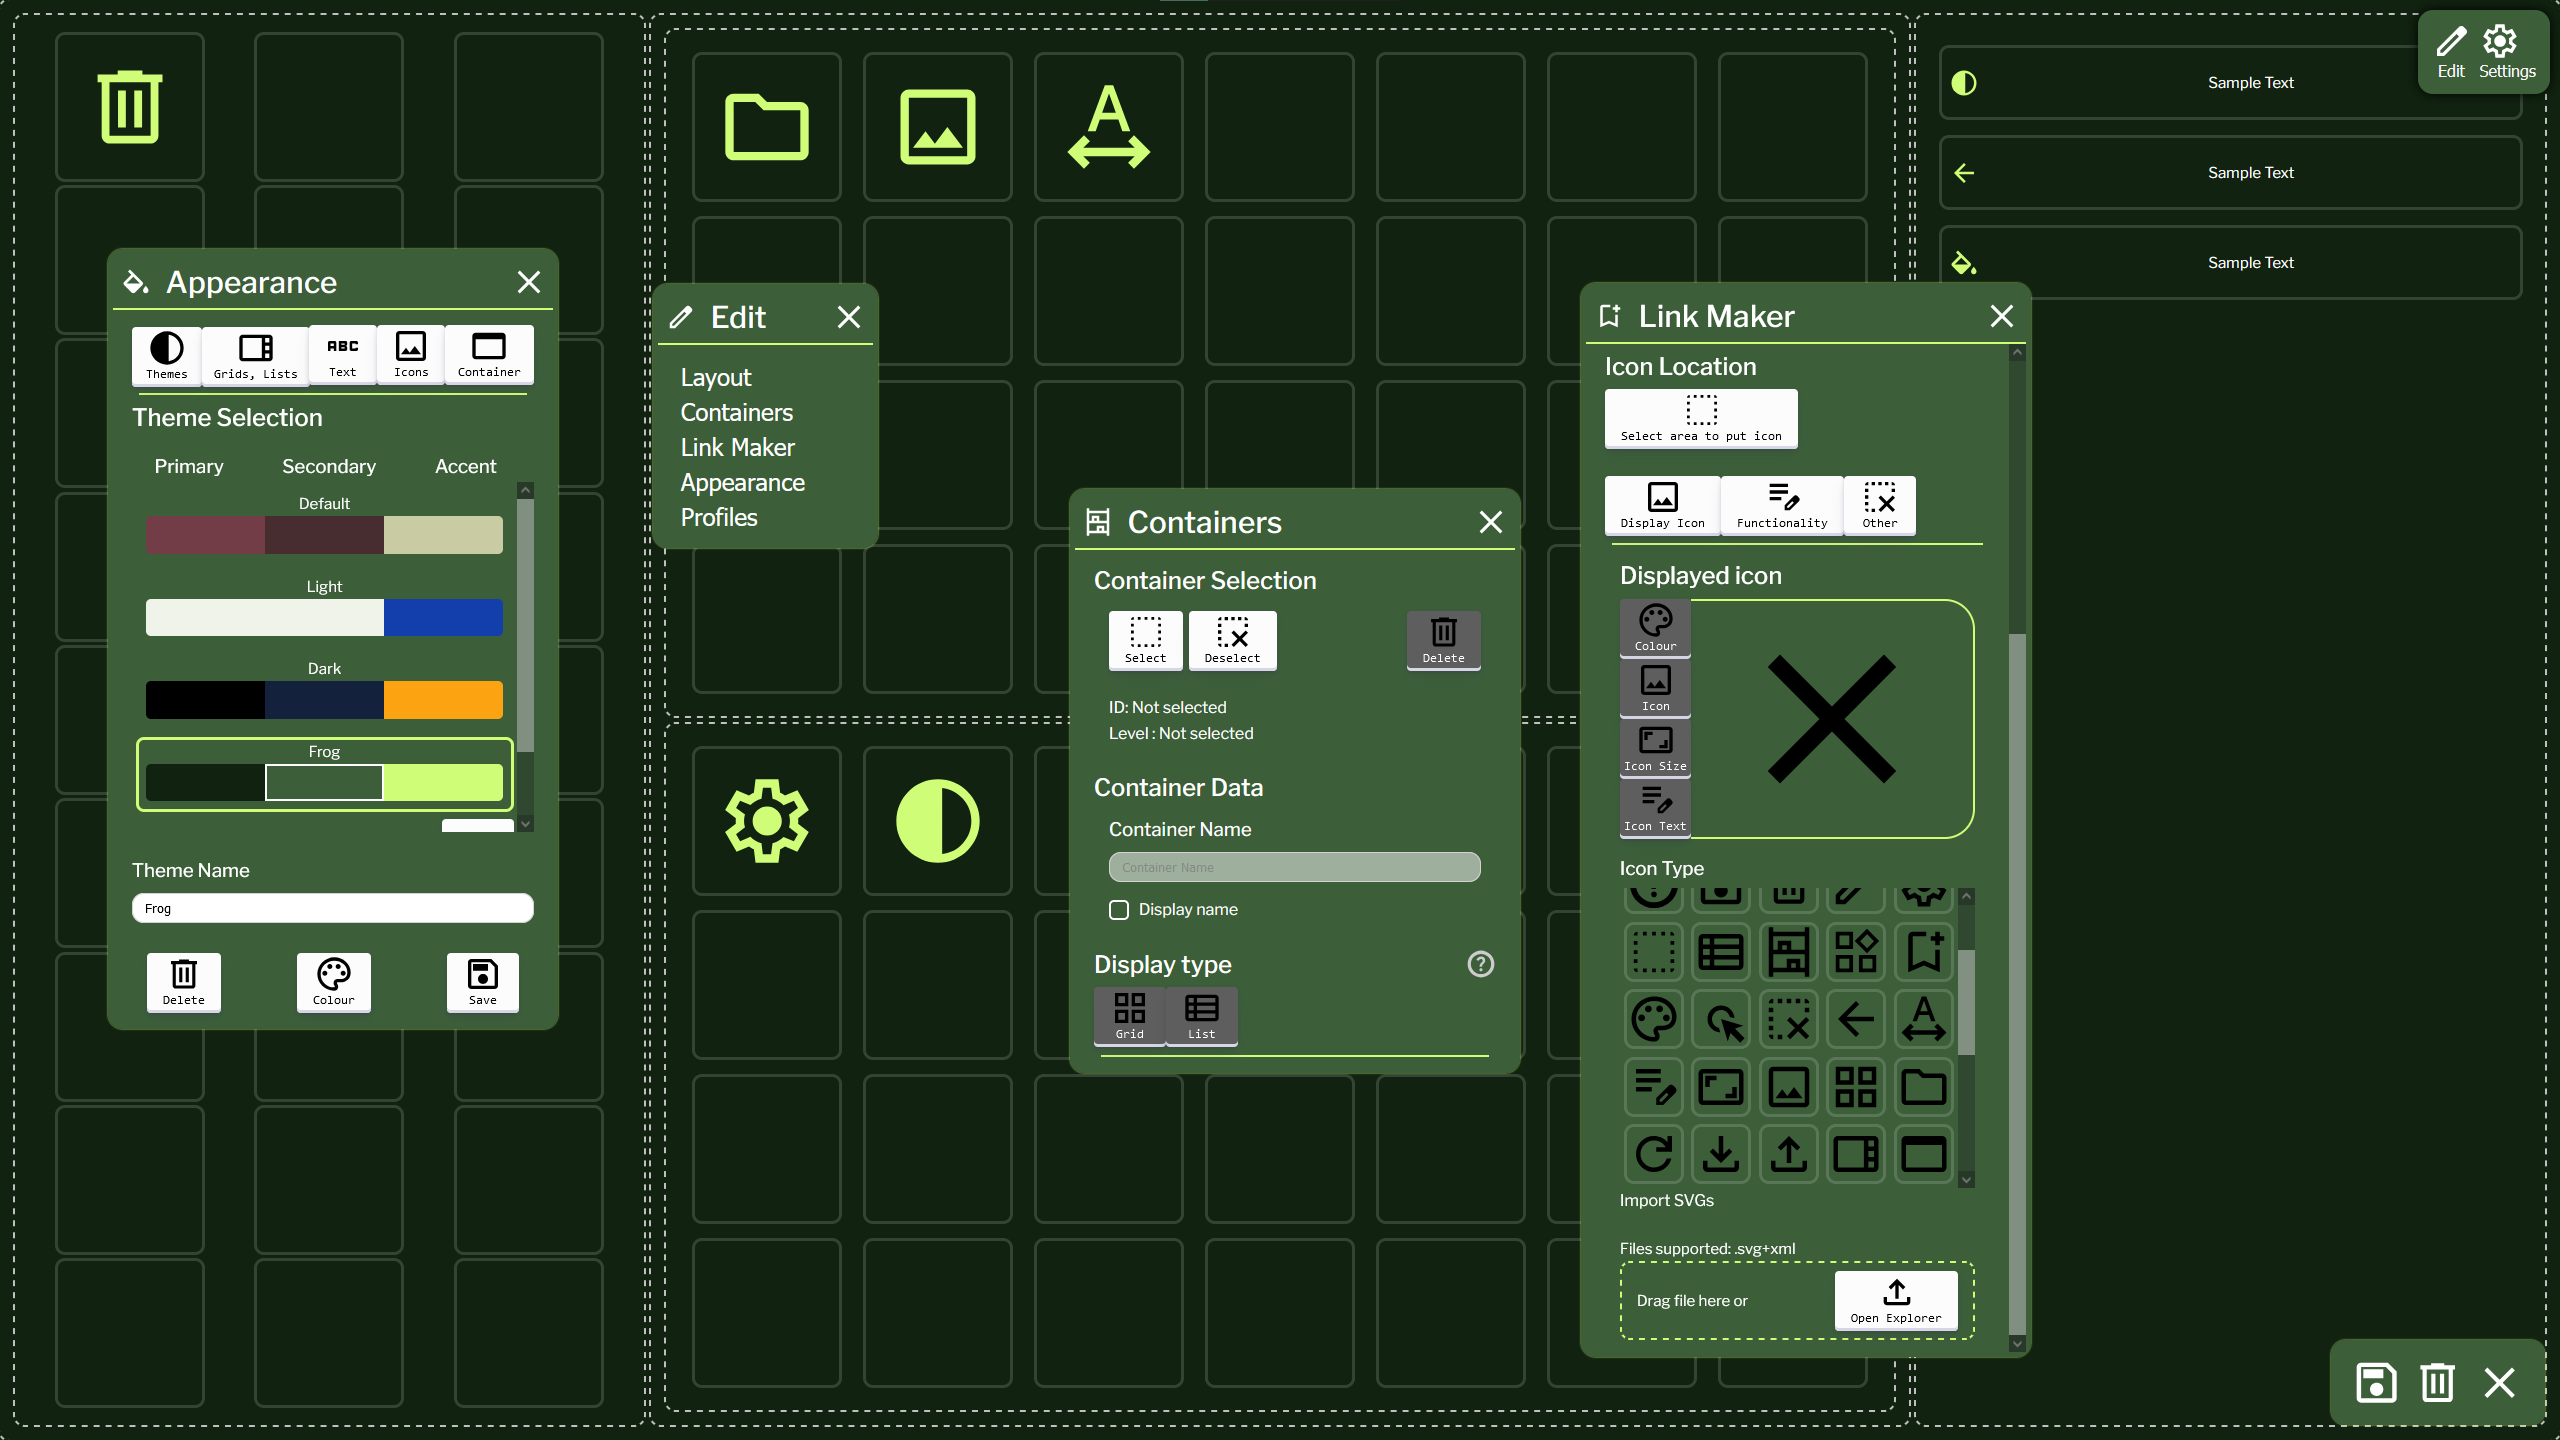 Edit
Settings
Sample Text
Sample Text
Sample Text
Appearance
Themes
Grids, Lists
ABC
Text
Icons
Container
Theme Selection
Primary
Secondary
Accent
Default
Light
Dark
Frog
Theme Name
Frog
Delete
Colour
Save
Edit
Layout
Containers
Link Maker
Appearance
Profiles
Containers
Container Selection
Select
Deselect
Delete
ID: Not selected
Level : Not selected
Container Data
Container Name
Container Name
Display name
Display type
Grid
List
Link Maker
Icon Location
Select area to put icon
Display Icon
Functionality
Other
Displayed icon
Colour
Icon
Icon Size
Icon Text
Icon Type
Import SVGs
Files supported: .svg+xml
Drag file here or
Open Explorer